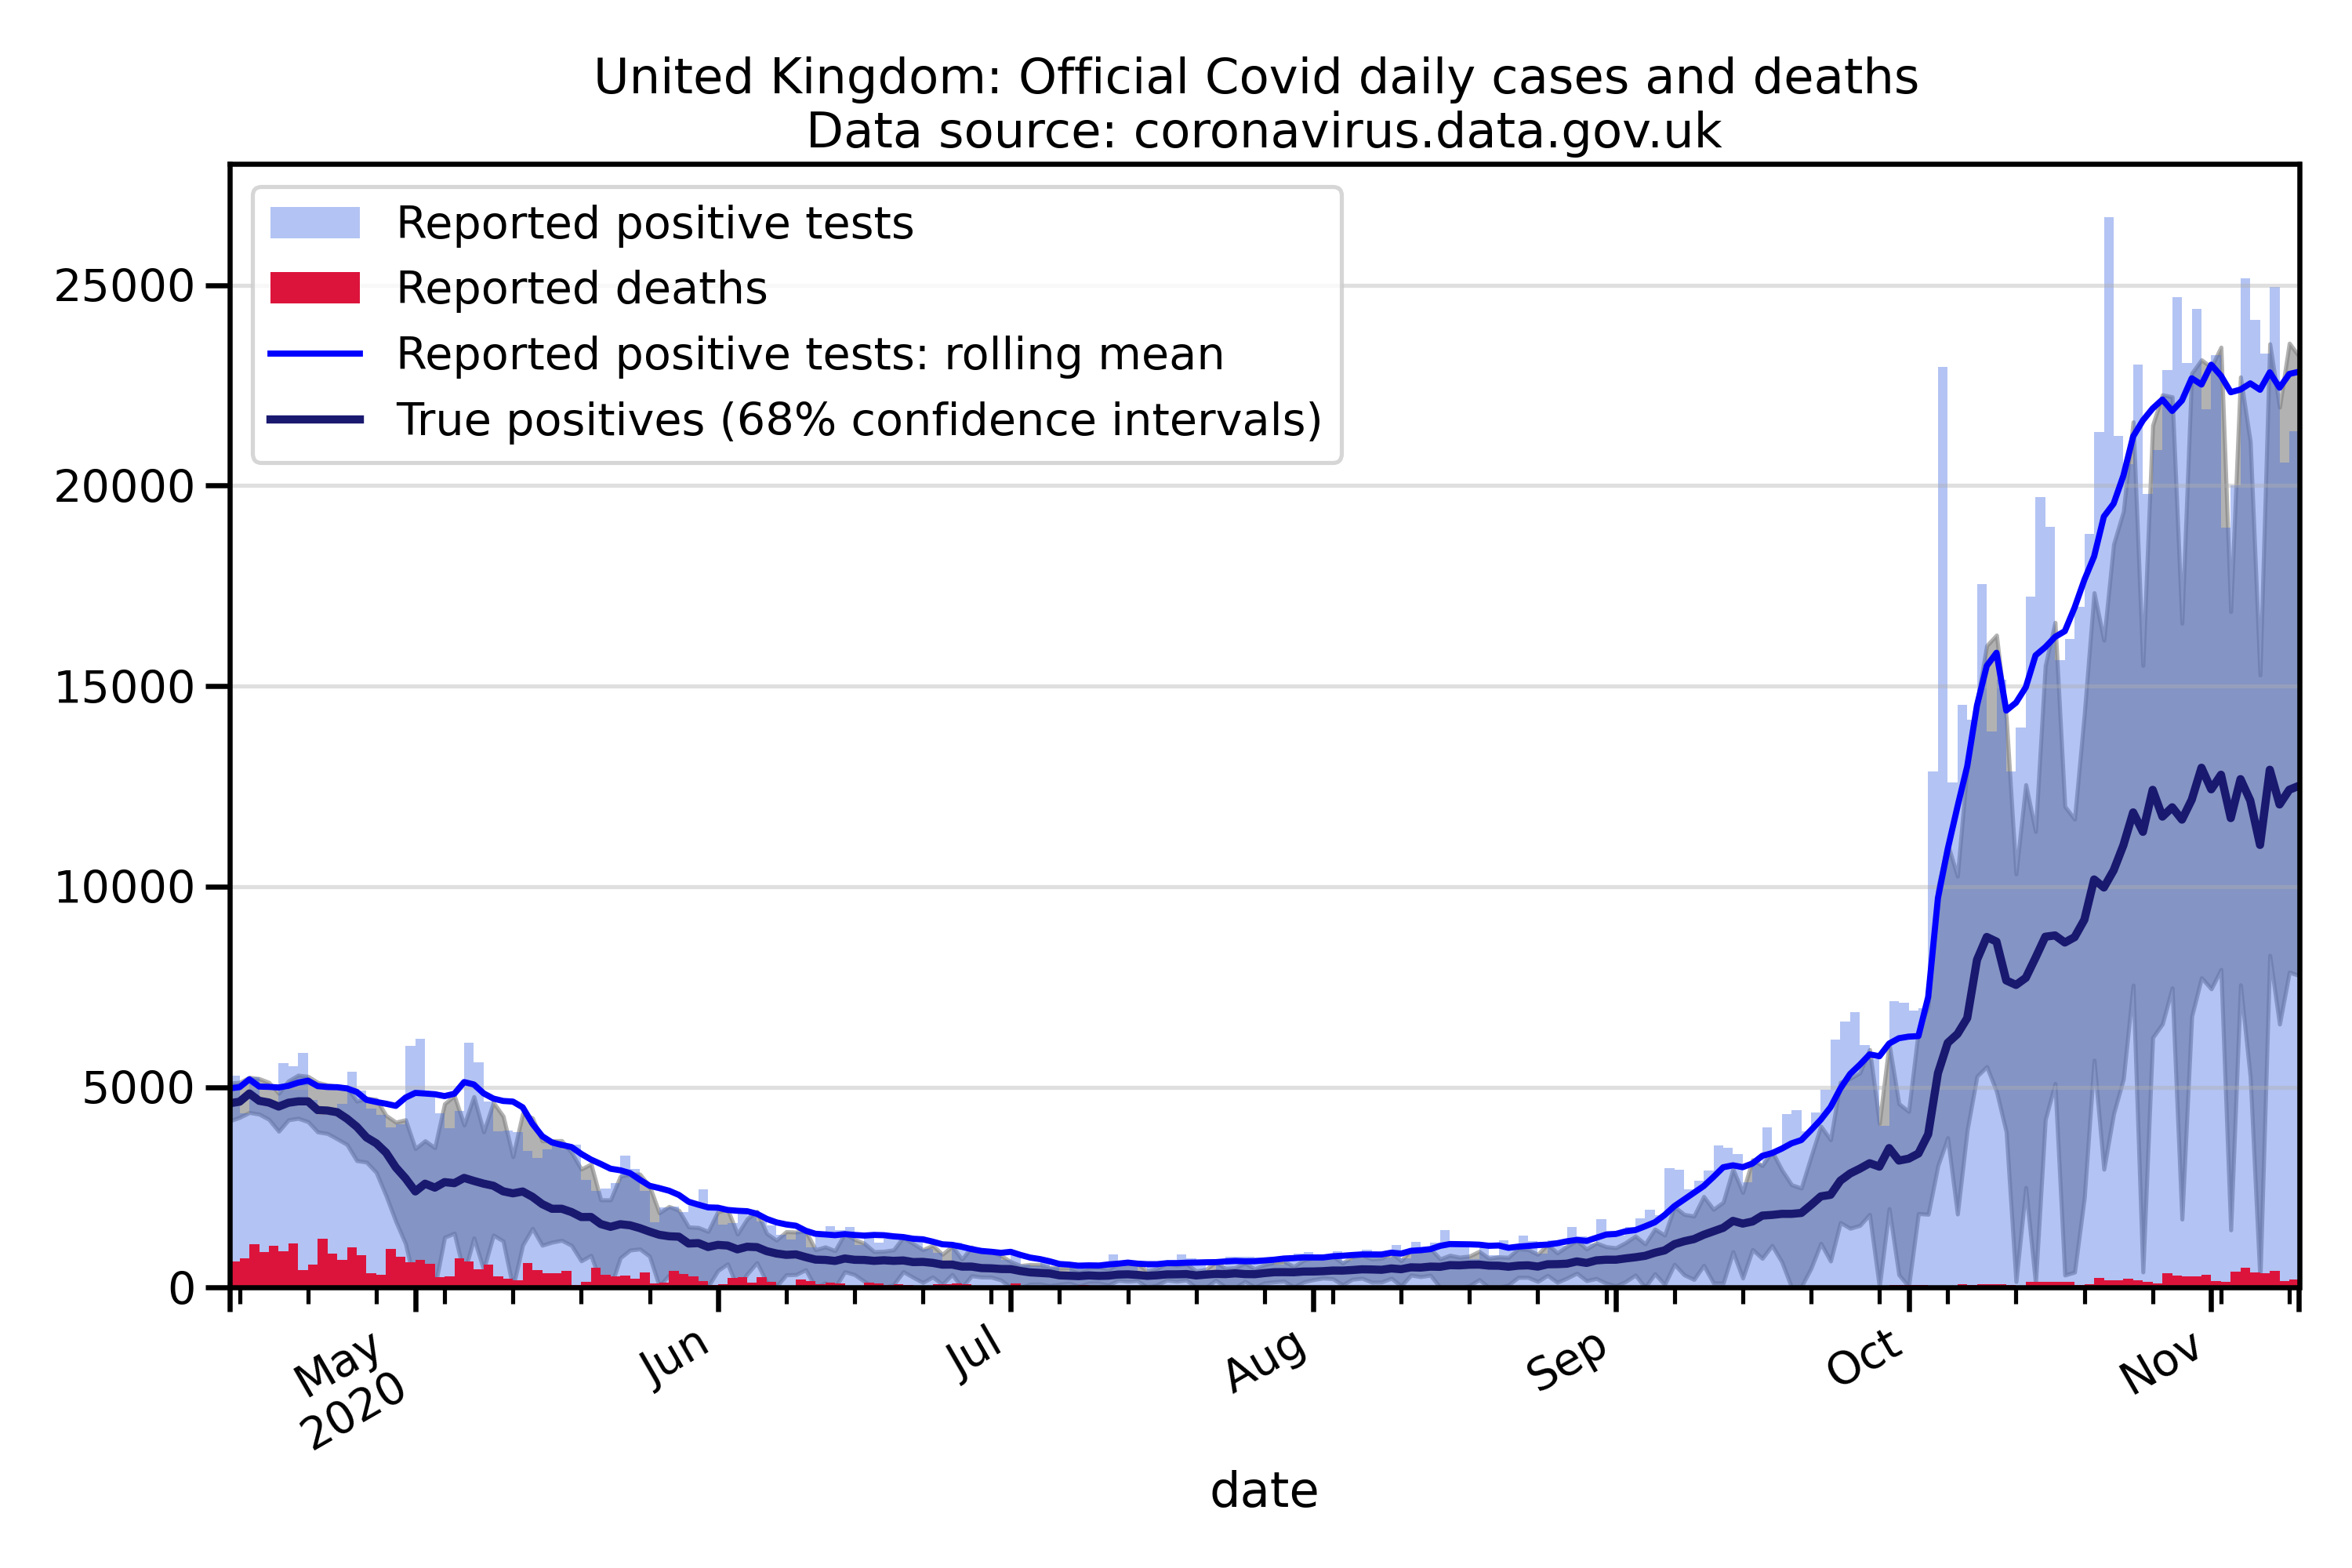 United Kingdom: Official Covid daily cases and deaths
Data source: coronavirus.data.gov.uk
Reported positive tests
Reported deaths
Reported positive tests: rolling mean
True positives (68% confidence intervals)
25000
20000
15000
10000
5000
0
May
2020
Jun
Jul
Aug
Sep
Oct
Nov
date